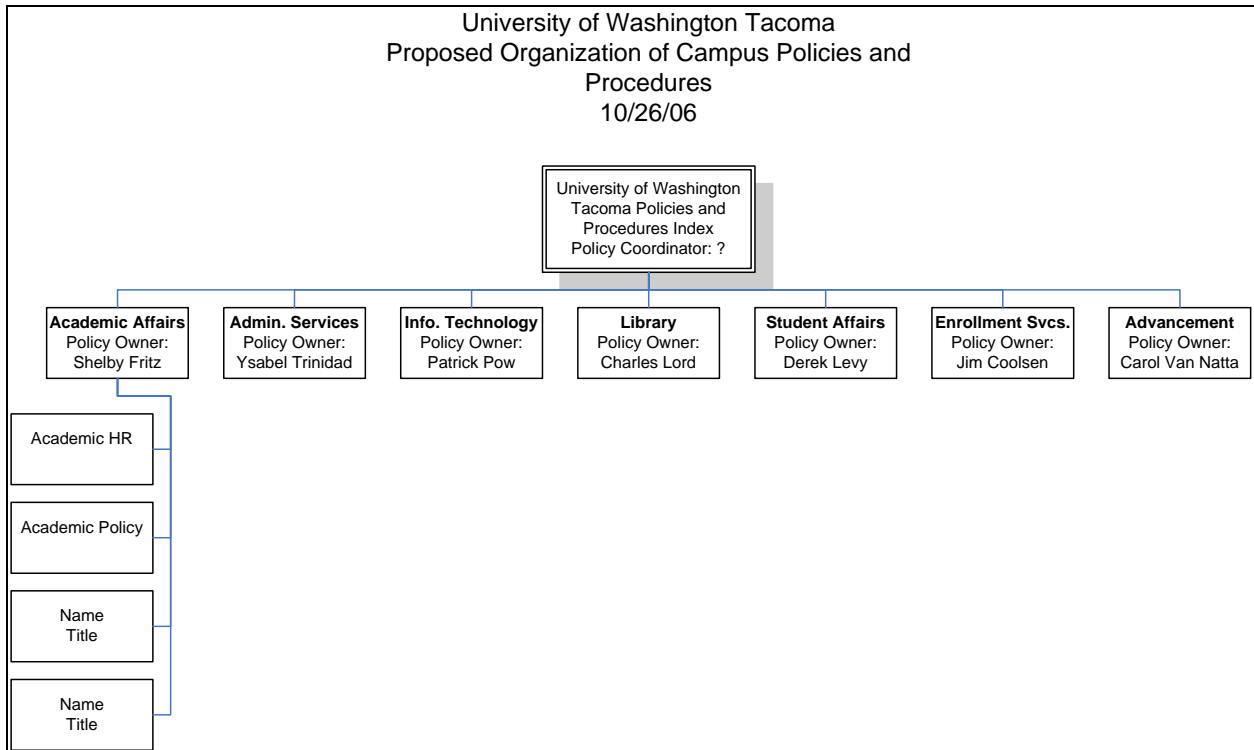 University of Washington Tacoma
Proposed Organization of Campus Policies and
Procedures
10/26/06
University of Washington
Tacoma Policies and
Procedures Index
Policy Coordinator: ?
Academic Affairs
Policy Owner:
Shelby Fritz
Admin. Services
Policy Owner:
Ysabel Trinidad
Info. Technology
Policy Owner:
Patrick Pow
Library
Policy Owner:
Charles Lord
Student Affairs
Policy Owner:
Derek Levy
Enrollment Svcs.
Policy Owner:
Jim Coolsen
Advancement
Policy Owner:
Carol Van Natta
Academic HR
Academic Policy
Name
Title
Name
Title